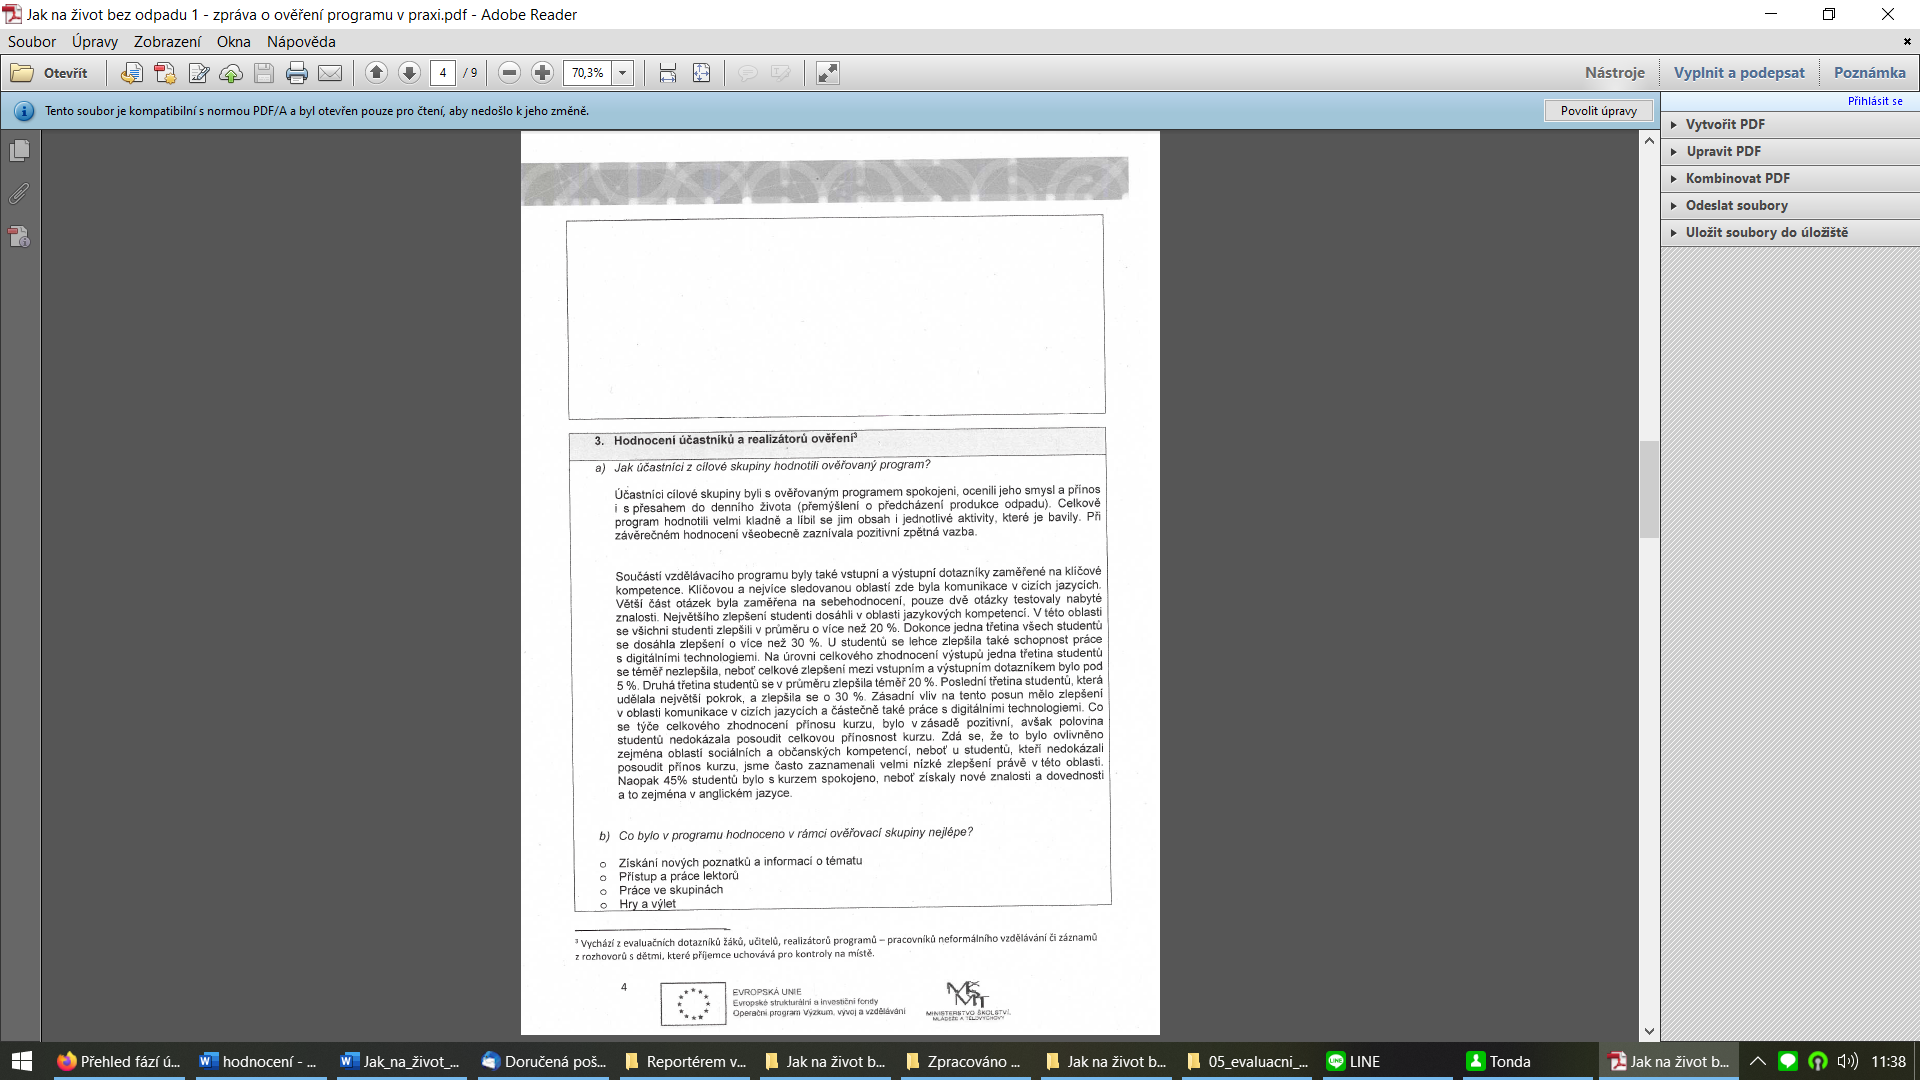 Jak na život bez odpadu 1 - zpráva o ověření programu v praxi.pdf - Adobe Reader
Soubor Úpravy Zobrazení Okna Nápověda
Otevřít 4 / 9 70,3% Nástroje Vyplnit a podepsat Poznámka
Tento soubor je kompatibilní s normou PDF/A a byl otevřen pouze pro čtení, aby nedošlo k jeho změně. Povolit úpravy
Přihlásit se
Vytvořit PDF
Upravit PDF
Kombinovat PDF
Odeslat soubory
Uložit soubory do úložiště
3. Hodnocení účastníků a realizátorů ověření³
a) Jak účastníci z cílové skupiny hodnotili ověřovaný program?
Účastníci cílové skupiny byli s ověřovaným programem spokojeni, ocenili jeho smysl a přínos
i s přesahem do denního života (přemýšlení o předcházení produkce odpadu). Celkově
program hodnotili velmi kladně a líbil se jim obsah i jednotlivé aktivity, které je bavily. Při
závěrečném hodnocení všeobecně zaznívala pozitivní zpětná vazba.
Součástí vzdělávacího programu byly také vstupní a výstupní dotazníky zaměřené na klíčové
kompetence. Klíčovou a nejvíce sledovanou oblastí zde byla komunikace v cizích jazycích.
Větší část otázek byla zaměřena na sebehodnocení, pouze dvě otázky testovaly nabyté
znalosti. Největšího zlepšení studenti dosáhli v oblasti jazykových kompetencí. V této oblasti
se všichni studenti zlepšili v průměru o více než 20 %. Dokonce jedna třetina všech studentů
se dosáhla zlepšení o více než 30 %. U studentů se lehce zlepšila také schopnost práce
s digitálními technologiemi. Na úrovni celkového zhodnocení výstupů jedna třetina studentů
se téměř nezlepšila, neboť celkové zlepšení mezi vstupním a výstupním dotazníkem bylo pod
5 %. Druhá třetina studentů se v průměru zlepšila téměř 20 %. Poslední třetina studentů, která
udělala největší pokrok, a zlepšila se o 30 %. Zásadní vliv na tento posun mělo zlepšení
v oblasti komunikace v cizích jazycích a částečně také práce s digitálními technologiemi. Co
se týče celkového zhodnocení přínosu kurzu, bylo v zásadě pozitivní, avšak polovina
studentů nedokázala posoudit celkovou přínosnost kurzu. Zdá se, že to bylo ovlivněno
zejména oblastí sociálních a občanských kompetencí, neboť u studentů, kteří nedokázali
posoudit přínos kurzu, jsme často zaznamenali velmi nízké zlepšení právě v této oblasti.
Naopak 45% studentů bylo s kurzem spokojeno, neboť získaly nové znalosti a dovednosti
a to zejména v anglickém jazyce.
b) Co bylo v programu hodnoceno v rámci ověřovací skupiny nejlépe?
o Získání nových poznatků a informací o tématu
o Přístup a práce lektorů
o Práce ve skupinách
o Hry a výlet
³ Vychází z evaluačních dotazníků žáků, učitelů, realizátorů programů – pracovníků neformálního vzdělávání či záznamů
z rozhovorů s dětmi, které příjemce uchovává pro kontroly na místě.
4
EVROPSKÁ UNIE
Evropské strukturální a investiční fondy
Operační program Výzkum, vývoj a vzdělávání
MŠMT
MINISTERSTVO ŠKOLSTVÍ,
MLÁDEŽE A TĚLOVÝCHOVY
Přehled fází ú... hodnocení - ... Jak_na_život_... Doručená poš... Reportérem v... Jak na život b... Zpracováno ... Jak na život b... 05_evaluacni_... LINE Tonda Jak na život b... 11:38